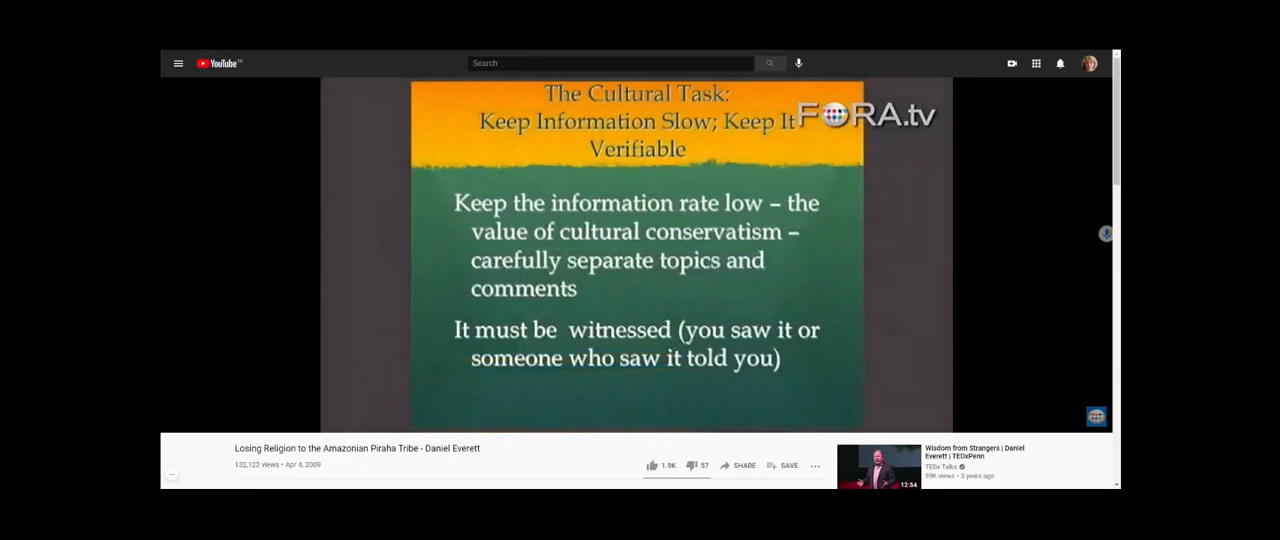 YouTube NL
Search
The Cultural Task:
Keep Information Slow; Keep It
Verifiable
FORA.tv
Keep the information rate low – the
value of cultural conservatism –
carefully separate topics and
comments
It must be witnessed (you saw it or
someone who saw it told you)
Losing Religion to the Amazonian Piraha Tribe - Daniel Everett
132,123 views • Apr 4, 2009
1.9K 57 SHARE SAVE
12:54
Wisdom from Strangers | Daniel
Everett | TEDxPenn
TEDx Talks
99K views • 3 years ago